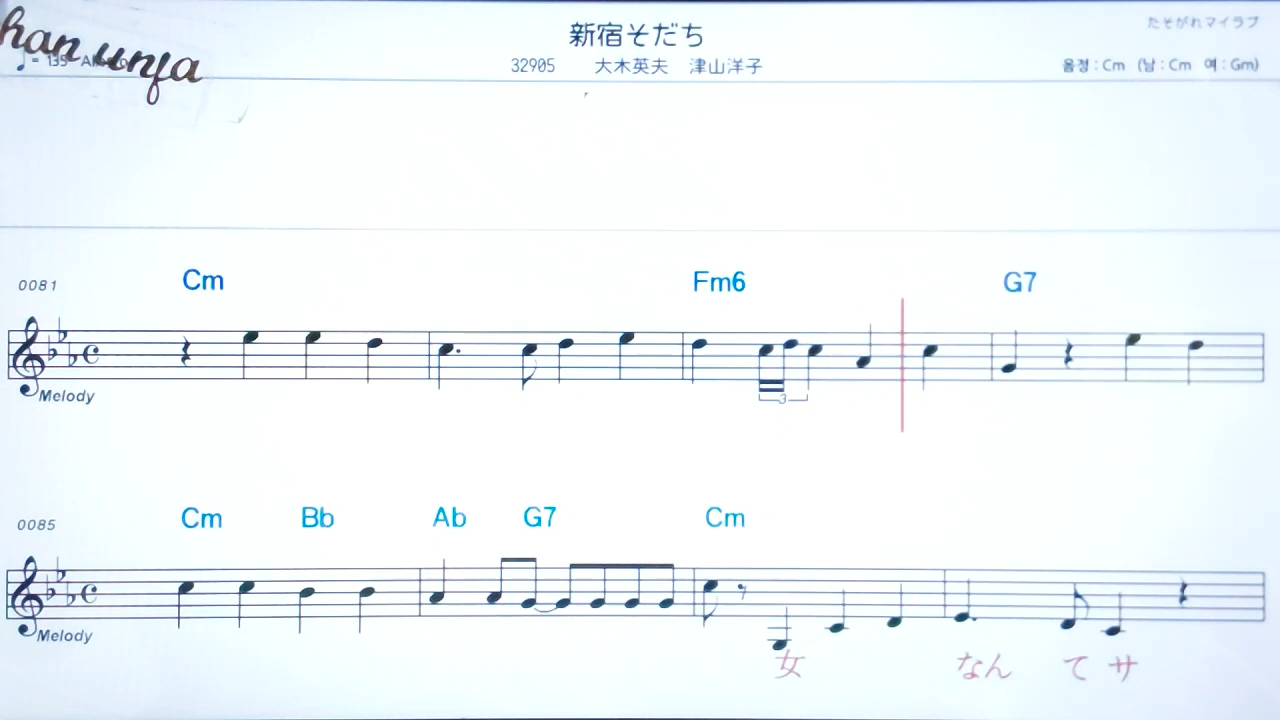 han unfa
新宿そだち
たそがれマイラブ
♩= 135
32905 大木英夫 津山洋子
음정 : Cm (남 : Cm 여 : Gm)
0081 Cm Fm6 G7
Melody
3
0085 Cm Bb Ab G7 Cm
Melody
女 なん て サ